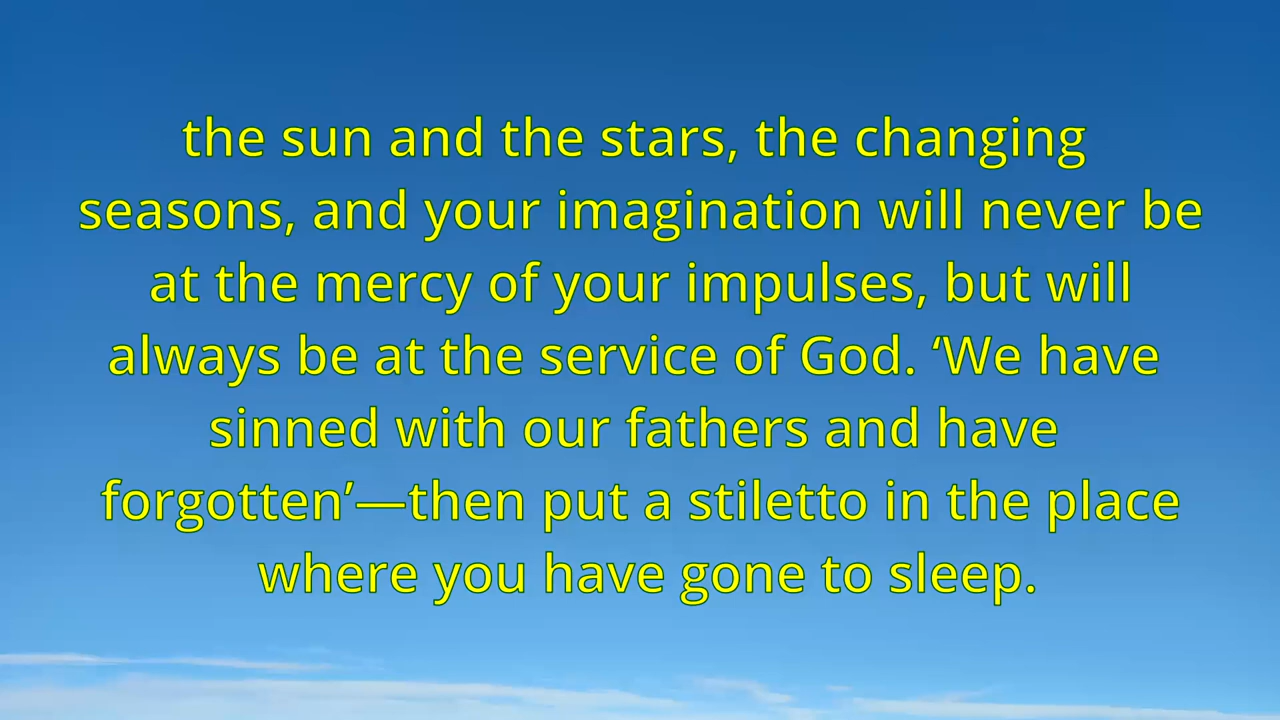 the sun and the stars, the changing
seasons, and your imagination will never be
at the mercy of your impulses, but will
always be at the service of God. ‘We have
sinned with our fathers and have
forgotten’—then put a stiletto in the place
where you have gone to sleep.